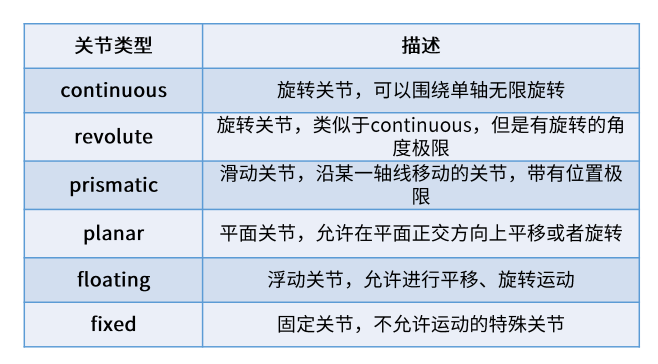 关节类型 描述
continuous 旋转关节，可以围绕单轴无限旋转
revolute 旋转关节，类似于continuous，但是有旋转的角
度极限
prismatic 滑动关节，沿某一轴线移动的关节，带有位置极
限
planar 平面关节，允许在平面正交方向上平移或者旋转
floating 浮动关节，允许进行平移、旋转运动
fixed 固定关节，不允许运动的特殊关节